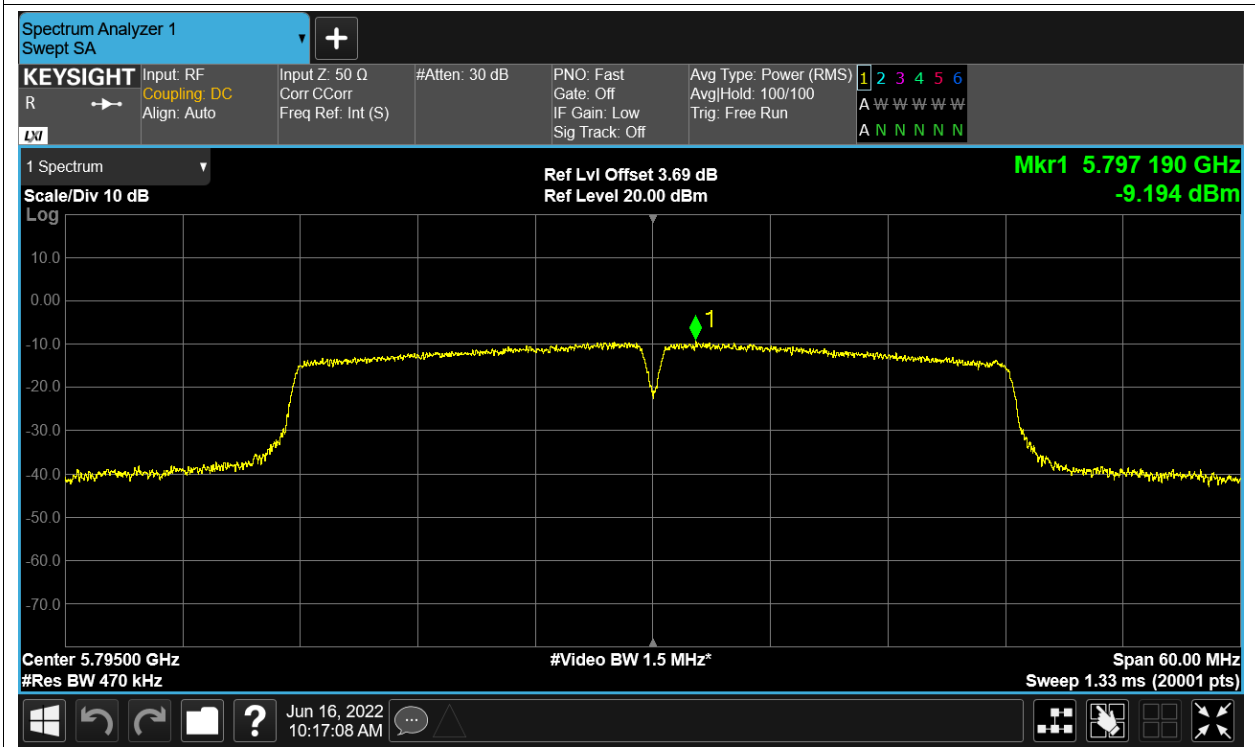 Spectrum Analyzer 1
Swept SA
KEYSIGHT
R
LXI
Input: RF
Coupling: DC
Align: Auto
Input Z: 50 Ω
Corr CCorr
Freq Ref: Int (S)
#Atten: 30 dB
PNO: Fast
Gate: Off
IF Gain: Low
Sig Track: Off
Avg Type: Power (RMS)
Avg|Hold: 100/100
Trig: Free Run
1 2 3 4 5 6
A W W W W W
A N N N N N
1 Spectrum
Scale/Div 10 dB
Log
Ref Lvl Offset 3.69 dB
Ref Level 20.00 dBm
Mkr1 5.797 190 GHz
-9.194 dBm
10.0
0.00
-10.0
-20.0
-30.0
-40.0
-50.0
-60.0
-70.0
1
Center 5.79500 GHz
#Res BW 470 kHz
#Video BW 1.5 MHz*
Span 60.00 MHz
Sweep 1.33 ms (20001 pts)
?
Jun 16, 2022
10:17:08 AM